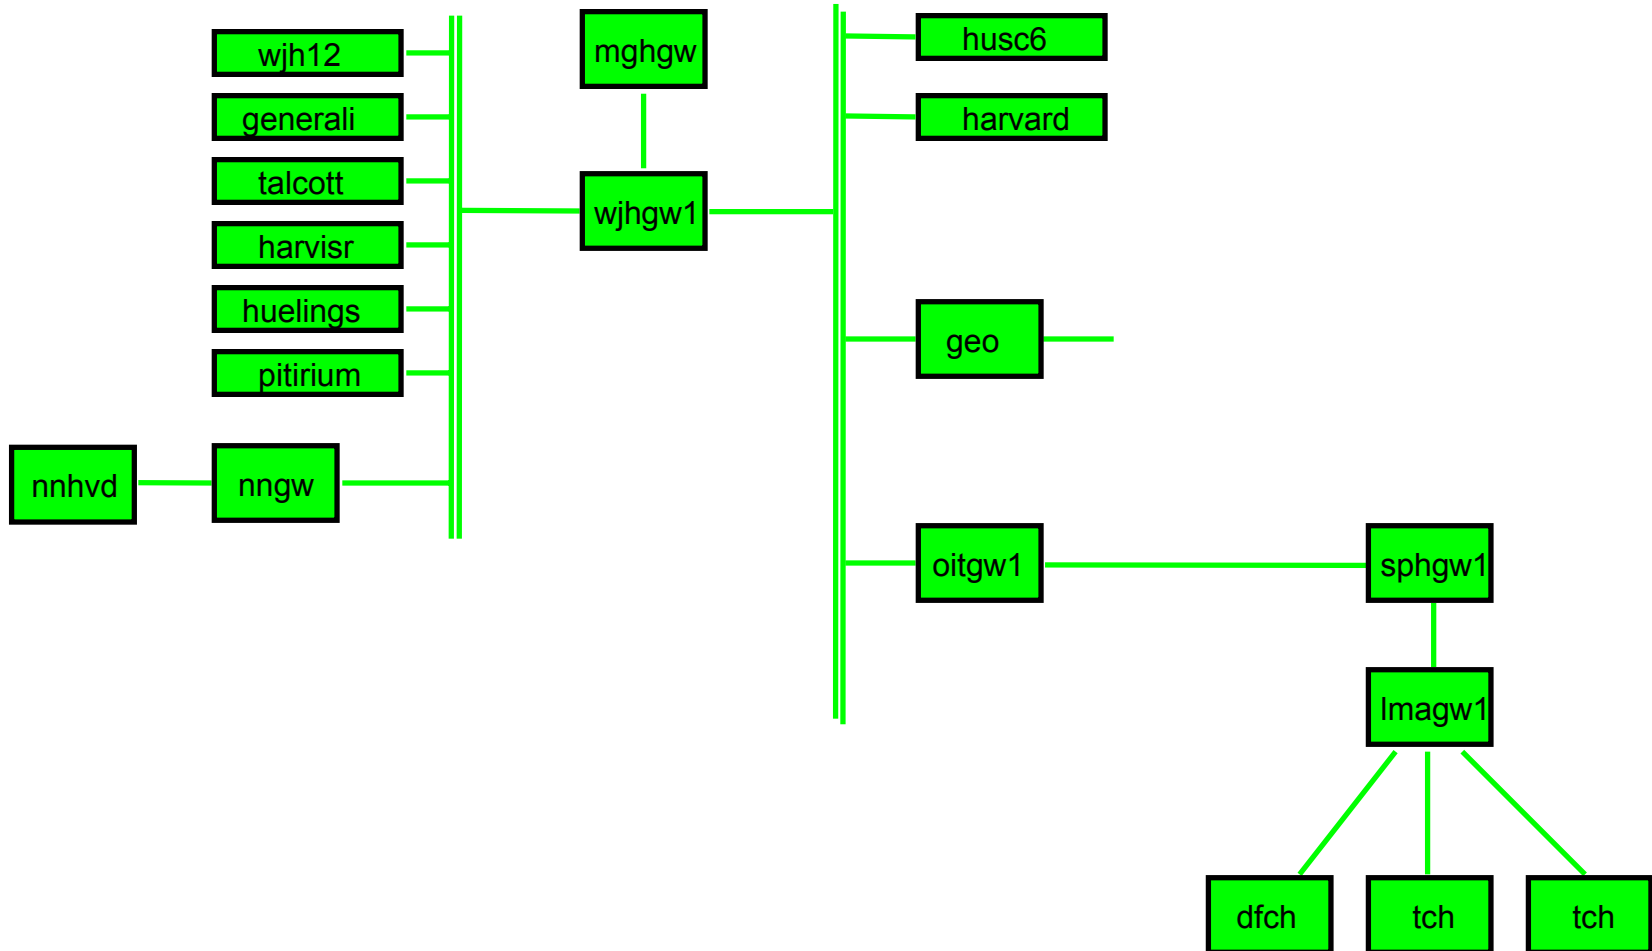 wjh12
generali
talcott
harvisr
huelings
pitirium
nnhvd
nngw
mghgw
wjhgw1
husc6
harvard
geo
oitgw1
sphgw1
lmagw1
dfch
tch
tch